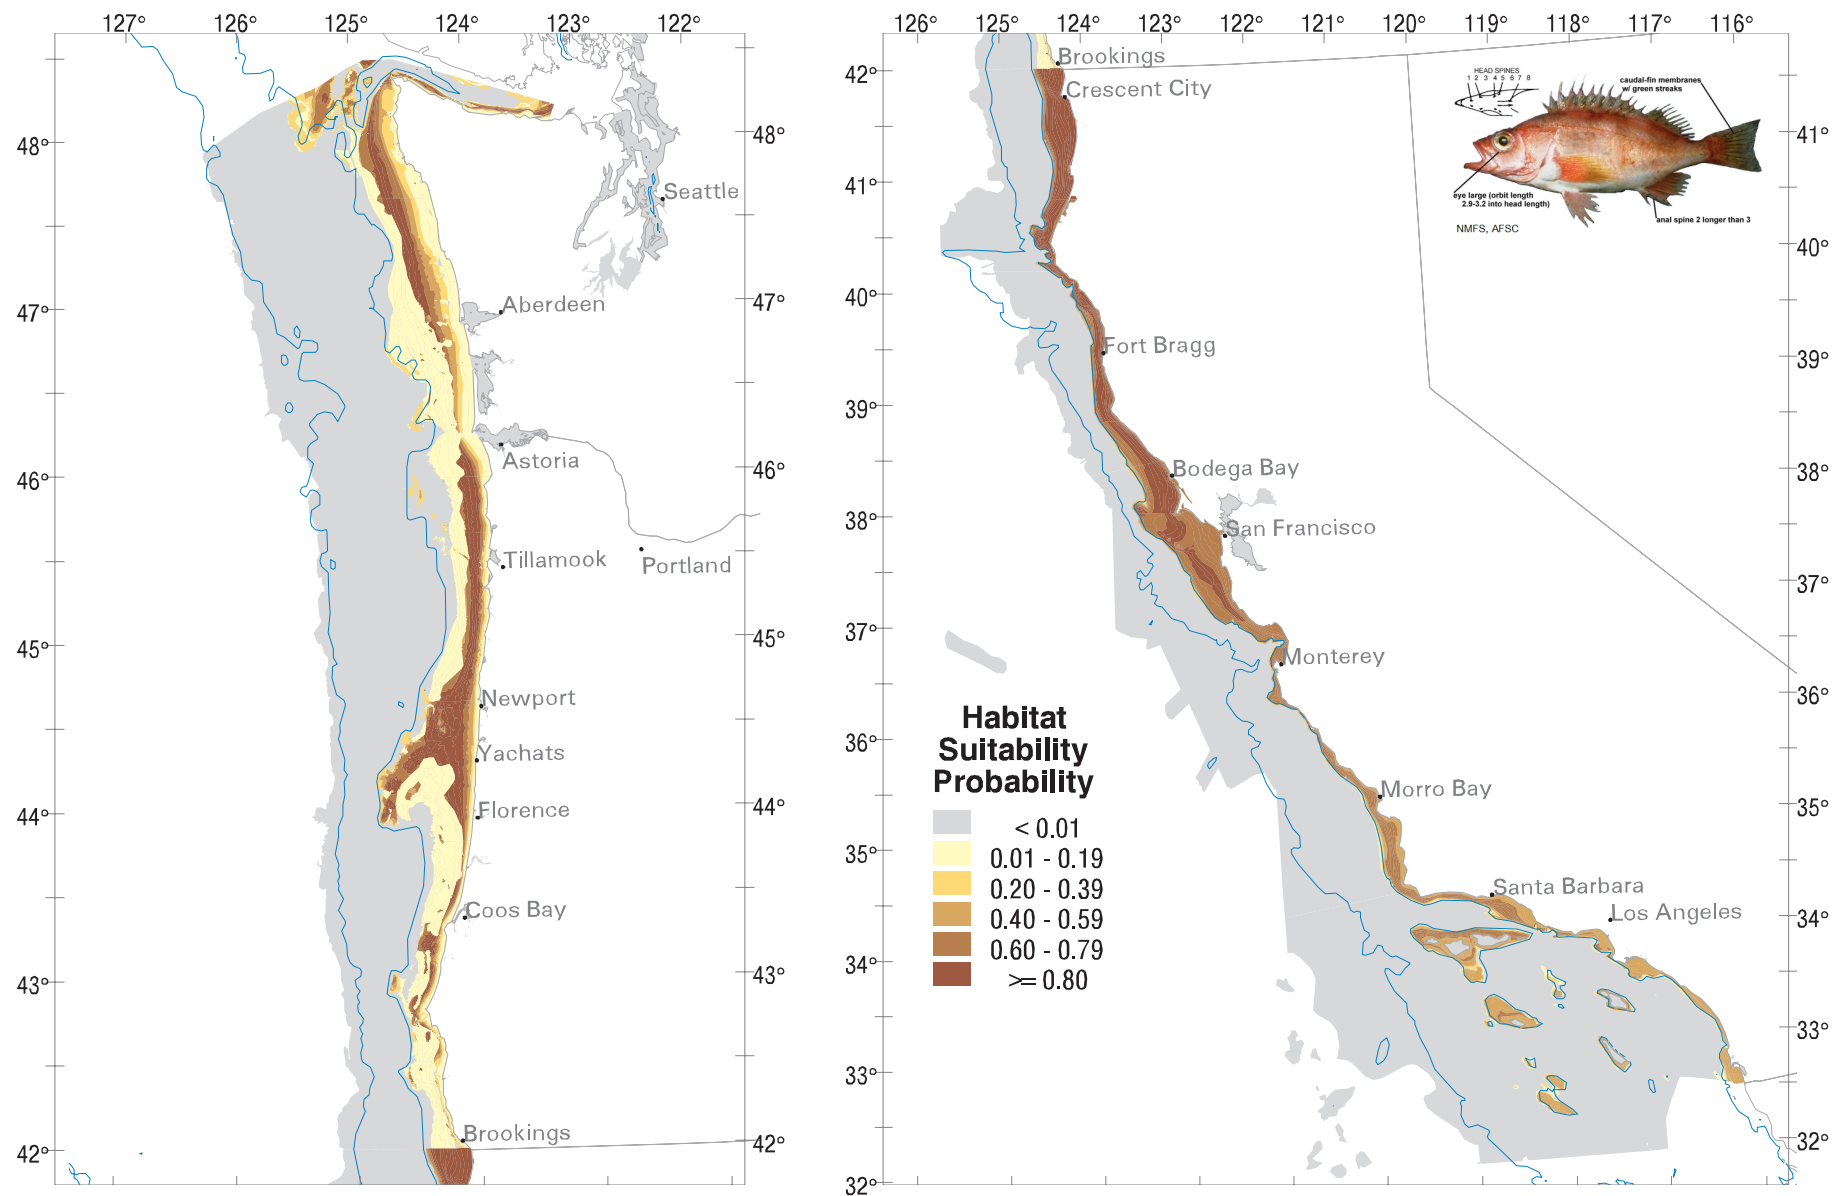 127° 126° 125° 124° 123° 122°
48°
47°
46°
45°
44°
43°
42°
48°
47°
46°
45°
44°
43°
42°
Seattle
Aberdeen
Astoria
Tillamook
Portland
Newport
Yachats
Florence
Coos Bay
Brookings
126° 125° 124° 123° 122° 121° 120° 119° 118° 117° 116°
42°
41°
40°
39°
38°
37°
36°
35°
34°
33°
32°
41°
40°
39°
38°
37°
36°
35°
34°
33°
32°
Brookings
Crescent City
Fort Bragg
Bodega Bay
San Francisco
Monterey
Morro Bay
Santa Barbara
Los Angeles
HEAD SPINES
1 2 3 4 5 6 7 8
caudal-fin membranes
w/ green streaks
eye large (orbit length
2.9-3.2 into head length)
anal spine 2 longer than 3
NMFS, AFSC
Habitat
Suitability
Probability
< 0.01
0.01 - 0.19
0.20 - 0.39
0.40 - 0.59
0.60 - 0.79
>= 0.80